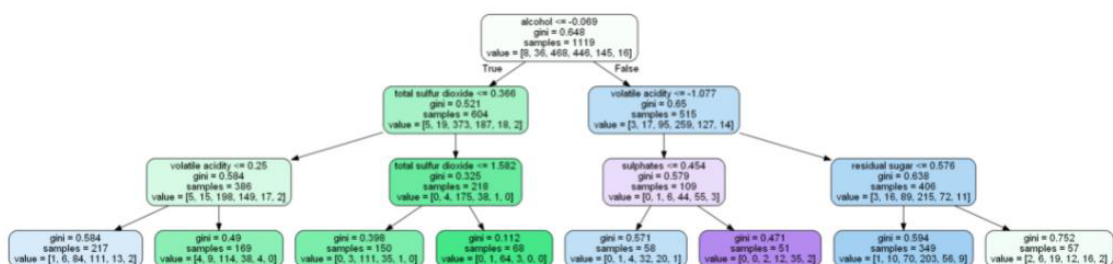 alcohol <= -0.069
gini = 0.648
samples = 1119
value = [8, 36, 468, 446, 145, 16]
True
False
total sulfur dioxide <= 0.366
gini = 0.521
samples = 604
value = [5, 19, 373, 187, 18, 2]
volatile acidity <= -1.077
gini = 0.65
samples = 515
value = [3, 17, 95, 259, 127, 14]
volatile acidity <= 0.25
gini = 0.584
samples = 386
value = [5, 15, 198, 149, 17, 2]
total sulfur dioxide <= 1.582
gini = 0.325
samples = 218
value = [0, 4, 175, 38, 1, 0]
sulphates <= 0.454
gini = 0.579
samples = 109
value = [0, 1, 6, 44, 55, 3]
residual sugar <= 0.576
gini = 0.638
samples = 406
value = [3, 16, 89, 215, 72, 11]
gini = 0.584
samples = 217
value = [1, 6, 84, 111, 13, 2]
gini = 0.49
samples = 169
value = [4, 9, 114, 38, 4, 0]
gini = 0.398
samples = 150
value = [0, 3, 111, 35, 1, 0]
gini = 0.112
samples = 68
value = [0, 1, 64, 3, 0, 0]
gini = 0.571
samples = 58
value = [0, 1, 4, 32, 20, 1]
gini = 0.471
samples = 51
value = [0, 0, 2, 12, 35, 2]
gini = 0.594
samples = 349
value = [1, 10, 70, 203, 56, 9]
gini = 0.752
samples = 57
value = [2, 6, 19, 12, 16, 2]